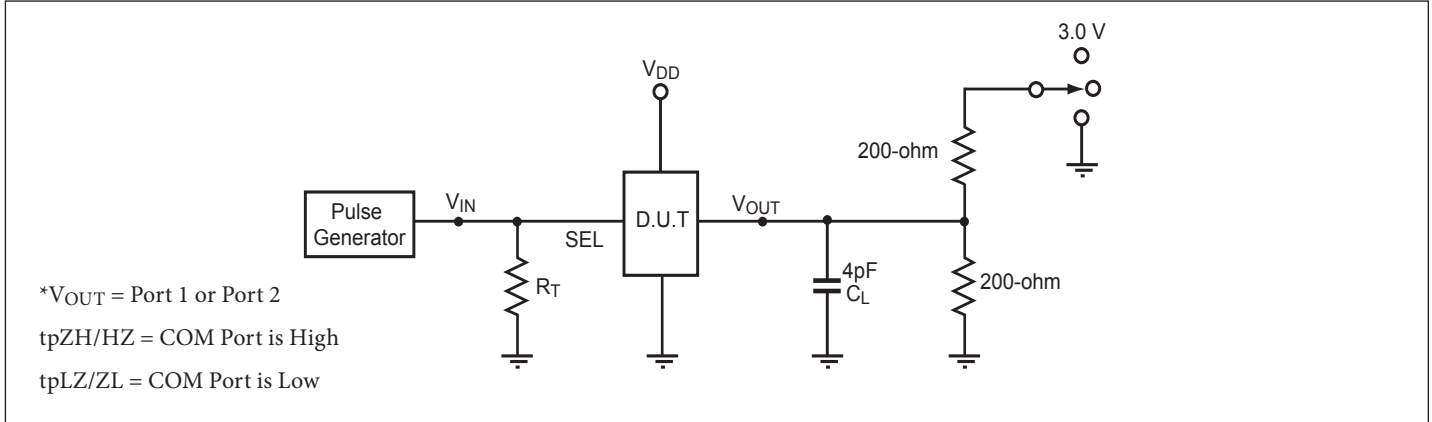 3.0 V
VDD
200-ohm
Pulse
Generator
VIN
SEL
D.U.T
VOUT
RT
4pF
CL
200-ohm
*VOUT = Port 1 or Port 2
tpZH/HZ = COM Port is High
tpLZ/ZL = COM Port is Low